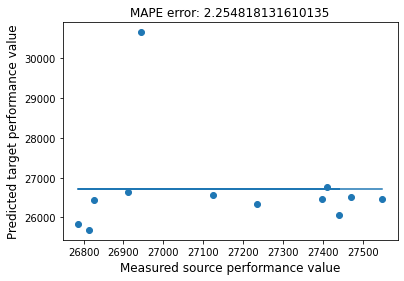 MAPE error: 2.254818131610135
30000
29000
28000
27000
26000
Predicted target performance value
26800 26900 27000 27100 27200 27300 27400 27500
Measured source performance value